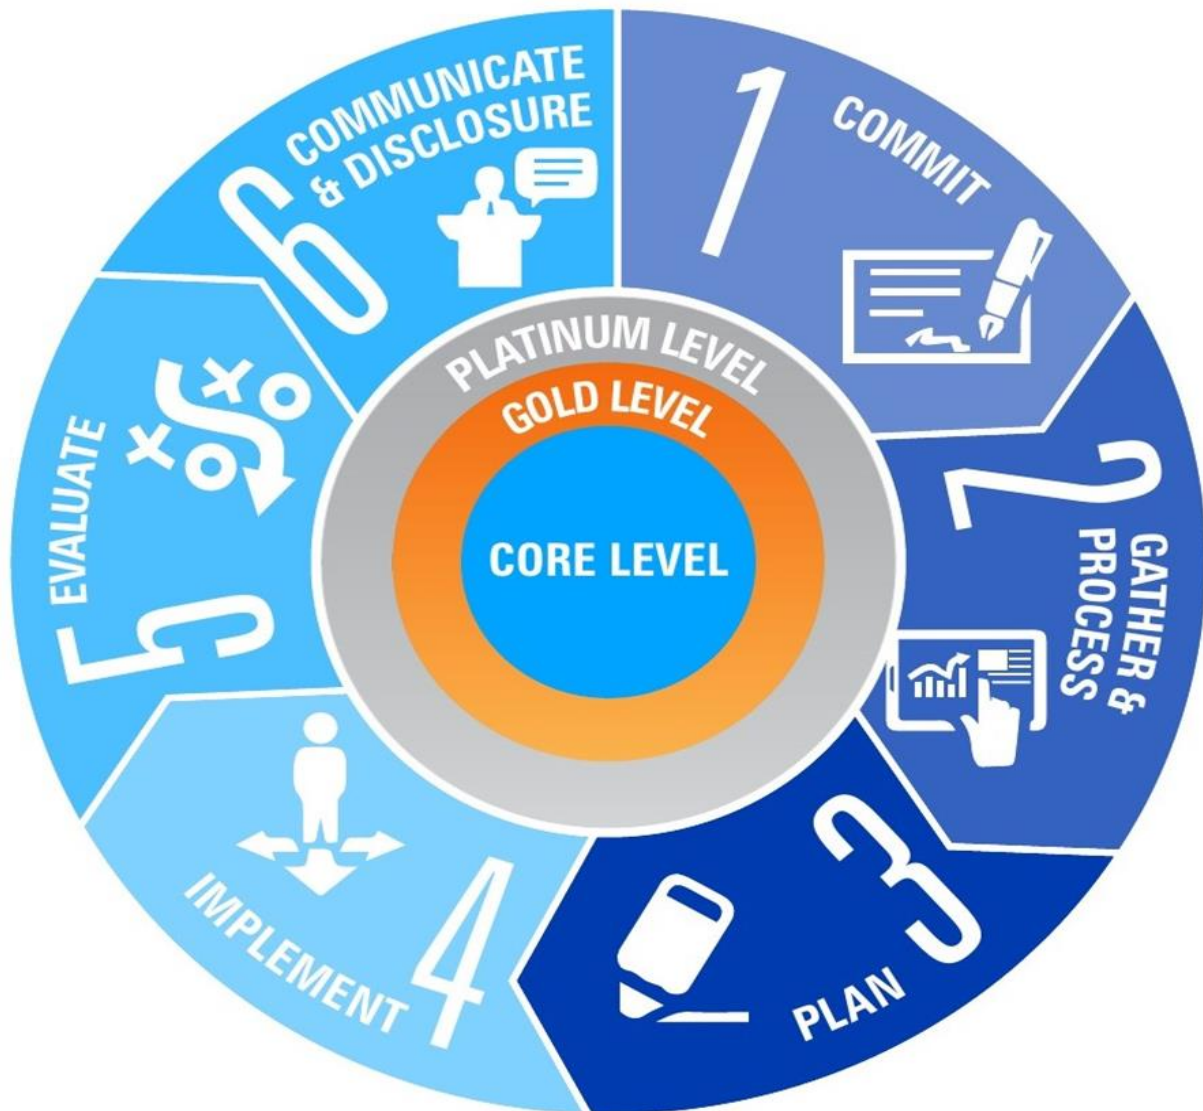 1
COMMIT
2
GATHER &
PROCESS
3
PLAN
4
IMPLEMENT
5
EVALUATE
6
COMMUNICATE
& DISCLOSURE
PLATINUM LEVEL
GOLD LEVEL
CORE LEVEL